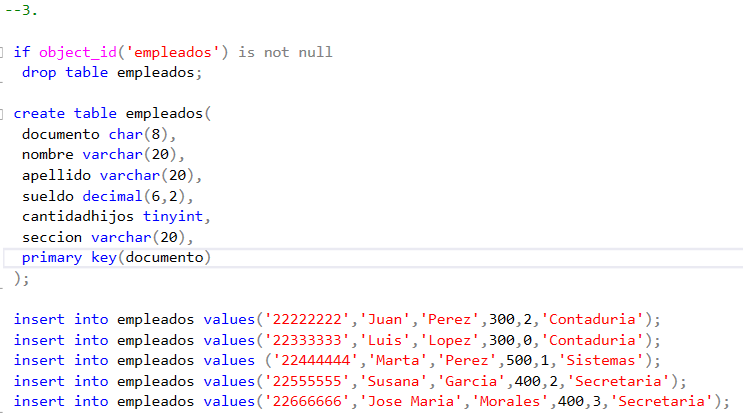 --3.
if object_id('empleados') is not null
drop table empleados;
create table empleados(
documento char(8),
nombre varchar(20),
apellido varchar(20),
sueldo decimal(6,2),
cantidadhijos tinyint,
seccion varchar(20),
primary key(documento)
);
insert into empleados values('22222222','Juan','Perez',300,2,'Contaduria');
insert into empleados values('22333333','Luis','Lopez',300,0,'Contaduria');
insert into empleados values ('22444444','Marta','Perez',500,1,'Sistemas');
insert into empleados values('22555555','Susana','Garcia',400,2,'Secretaria');
insert into empleados values('22666666','Jose Maria','Morales',400,3,'Secretaria');